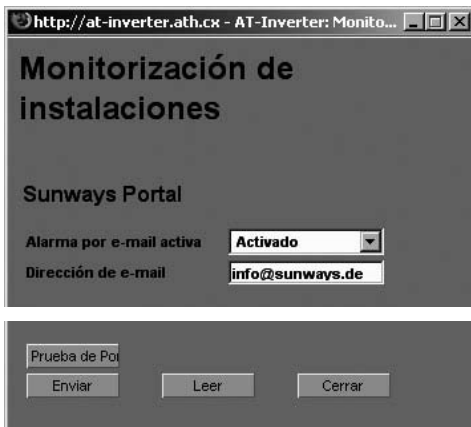 http://at-inverter.ath.cx - AT-Inverter: Monito...
Monitorización de
instalaciones
Sunways Portal
Alarma por e-mail activa Activado
Dirección de e-mail info@sunways.de
Prueba de Por
Enviar Leer Cerrar